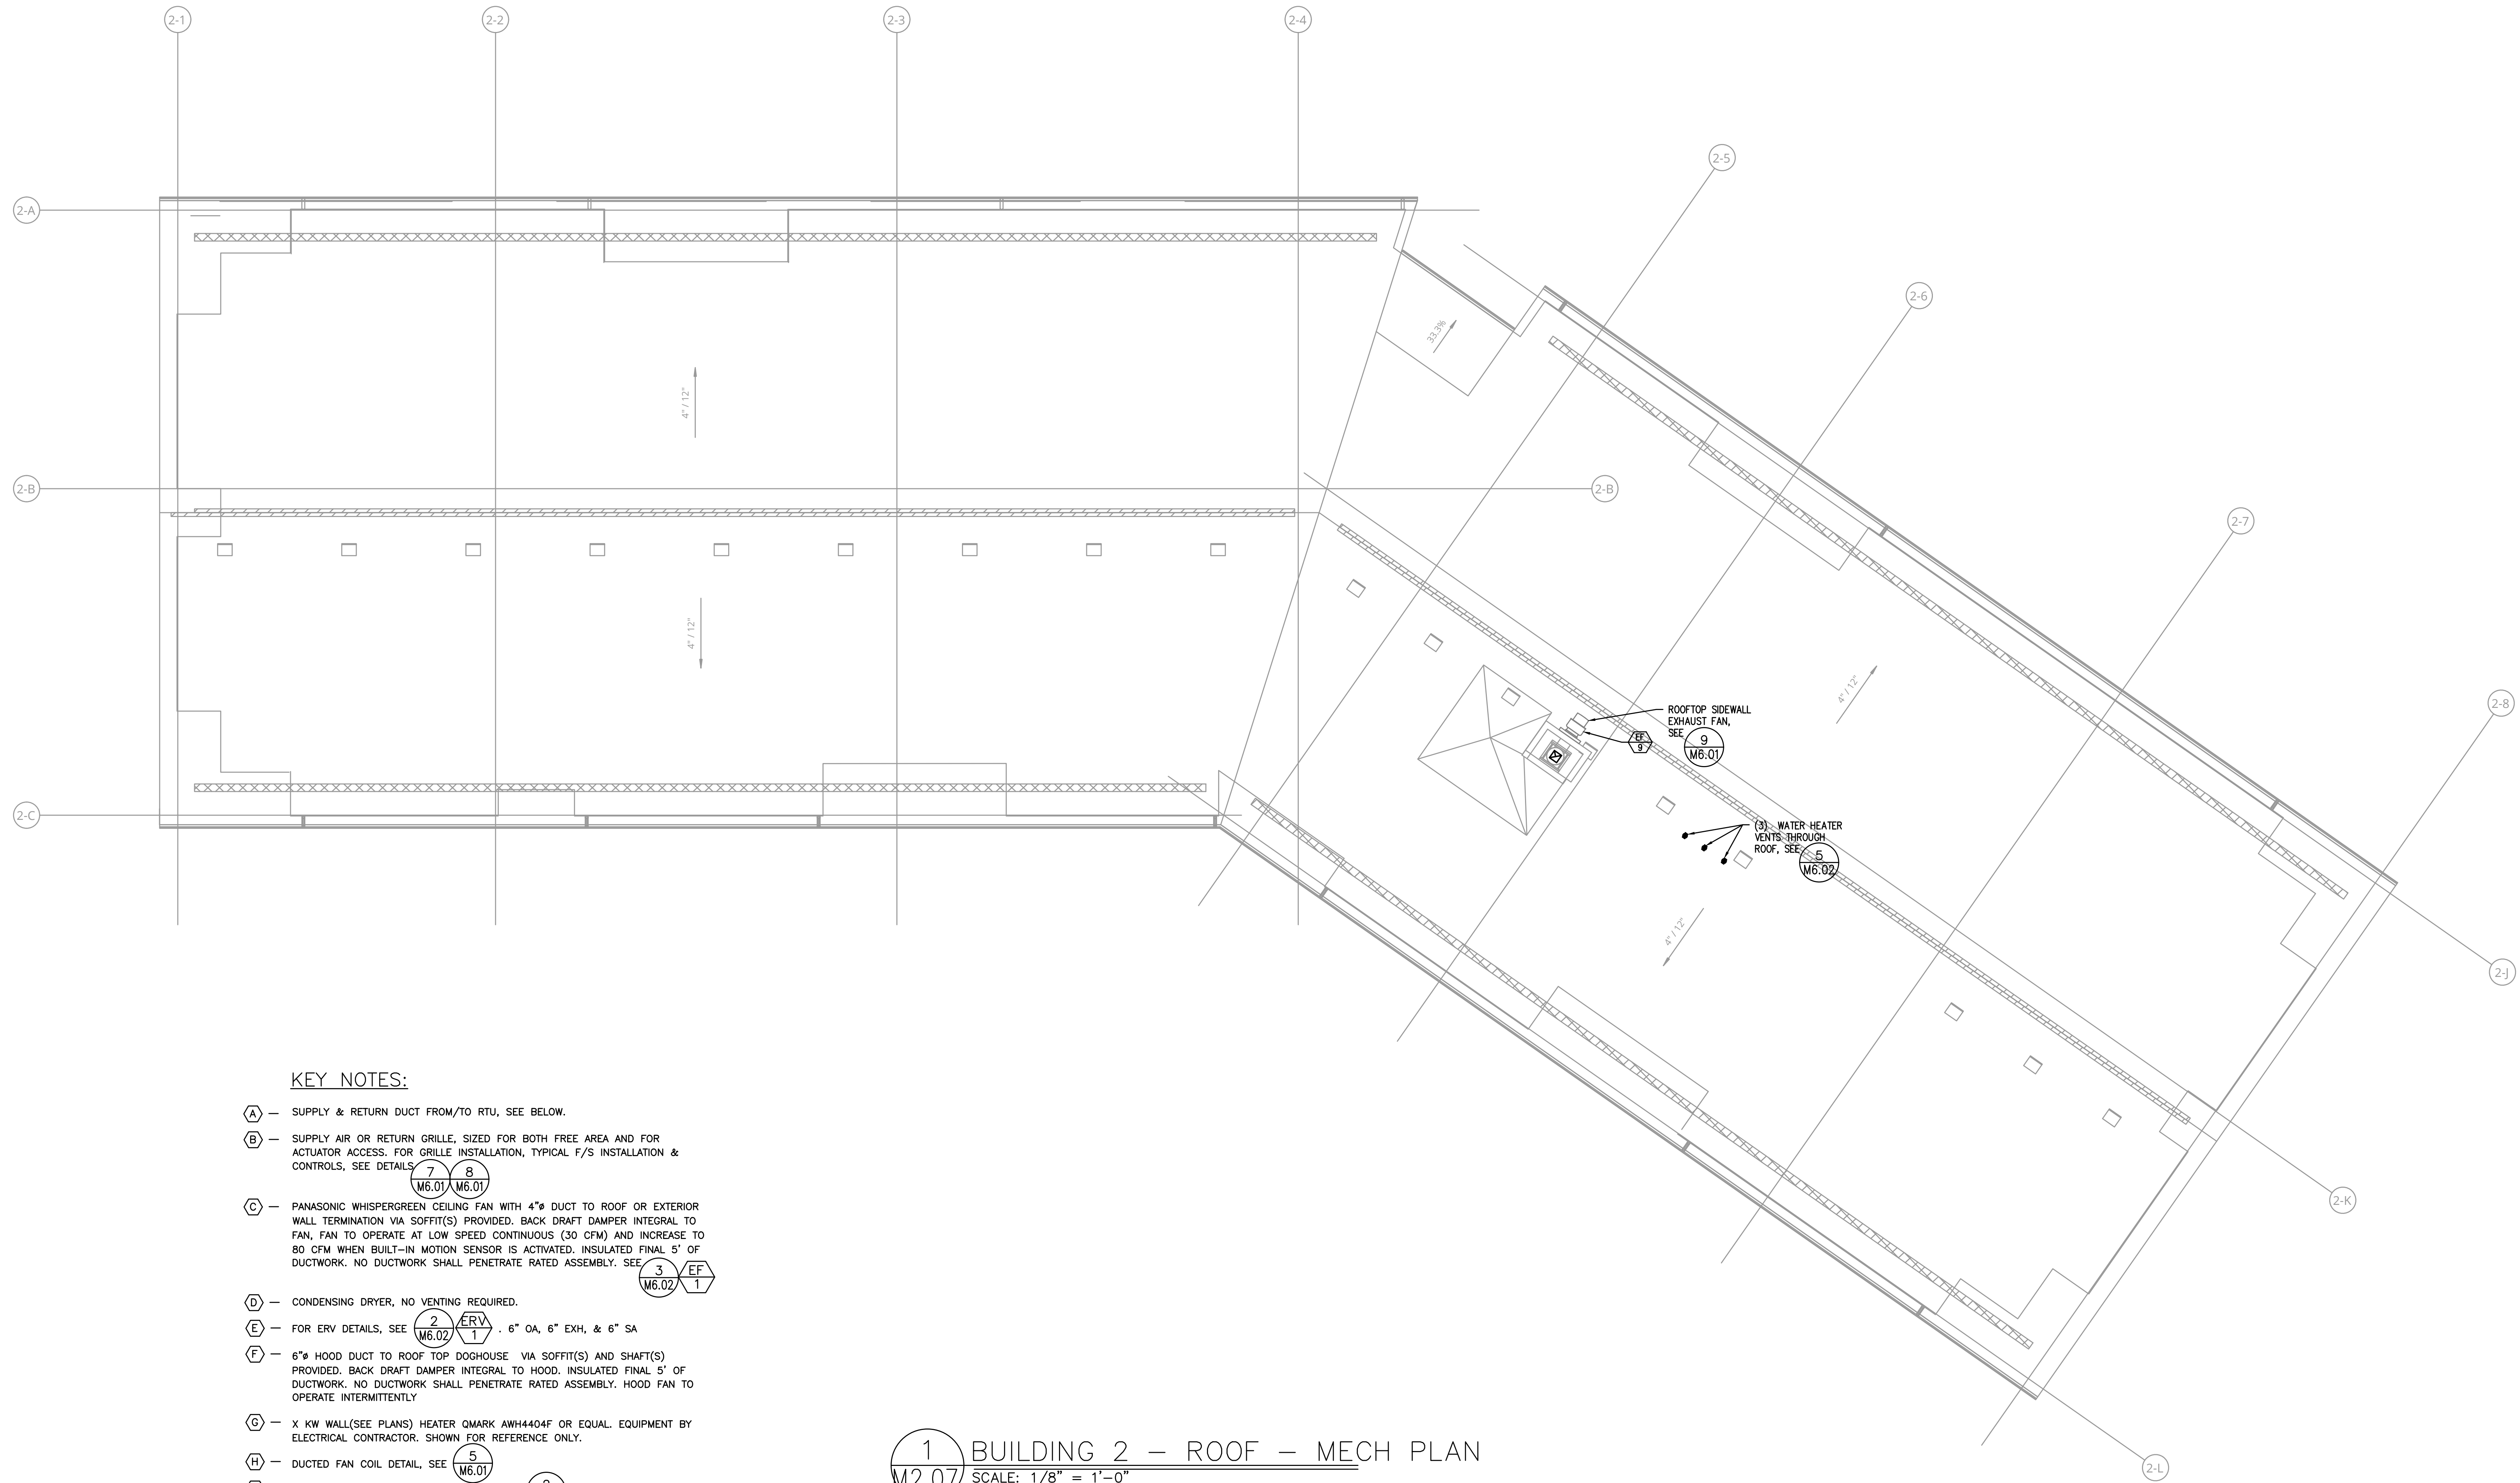 2-1
2-2
2-3
2-4
2-5
2-6
2-7
2-8
2-A
2-B
2-B
2-C
2-J
2-K
2-L
33.3%
4" / 12"
4" / 12"
4" / 12"
4" / 12"
ROOFTOP SIDEWALL
EXHAUST FAN,
SEE
9
M6.01
EF
9
(3) WATER HEATER
VENTS THROUGH
ROOF, SEE
5
M6.02
KEY NOTES:
A – SUPPLY & RETURN DUCT FROM/TO RTU, SEE BELOW.
B – SUPPLY AIR OR RETURN GRILLE, SIZED FOR BOTH FREE AREA AND FOR
ACTUATOR ACCESS. FOR GRILLE INSTALLATION, TYPICAL F/S INSTALLATION &
CONTROLS, SEE DETAILS
7
M6.01
8
M6.01
C – PANASONIC WHISPERGREEN CEILING FAN WITH 4"ø DUCT TO ROOF OR EXTERIOR
WALL TERMINATION VIA SOFFIT(S) PROVIDED. BACK DRAFT DAMPER INTEGRAL TO
FAN, FAN TO OPERATE AT LOW SPEED CONTINUOUS (30 CFM) AND INCREASE TO
80 CFM WHEN BUILT–IN MOTION SENSOR IS ACTIVATED. INSULATED FINAL 5' OF
DUCTWORK. NO DUCTWORK SHALL PENETRATE RATED ASSEMBLY. SEE
3
M6.02
EF
1
D – CONDENSING DRYER, NO VENTING REQUIRED.
E – FOR ERV DETAILS, SEE 2 M6.02 ERV 1 . 6" OA, 6" EXH, & 6" SA
F – 6"ø HOOD DUCT TO ROOF TOP DOGHOUSE VIA SOFFIT(S) AND SHAFT(S)
PROVIDED. BACK DRAFT DAMPER INTEGRAL TO HOOD. INSULATED FINAL 5' OF
DUCTWORK. NO DUCTWORK SHALL PENETRATE RATED ASSEMBLY. HOOD FAN TO
OPERATE INTERMITTENTLY
G – X KW WALL(SEE PLANS) HEATER QMARK AWH4404F OR EQUAL. EQUIPMENT BY
ELECTRICAL CONTRACTOR. SHOWN FOR REFERENCE ONLY.
H – DUCTED FAN COIL DETAIL, SEE 5 M6.01
1
M2.07
BUILDING 2 – ROOF – MECH PLAN
SCALE: 1/8" = 1'–0"